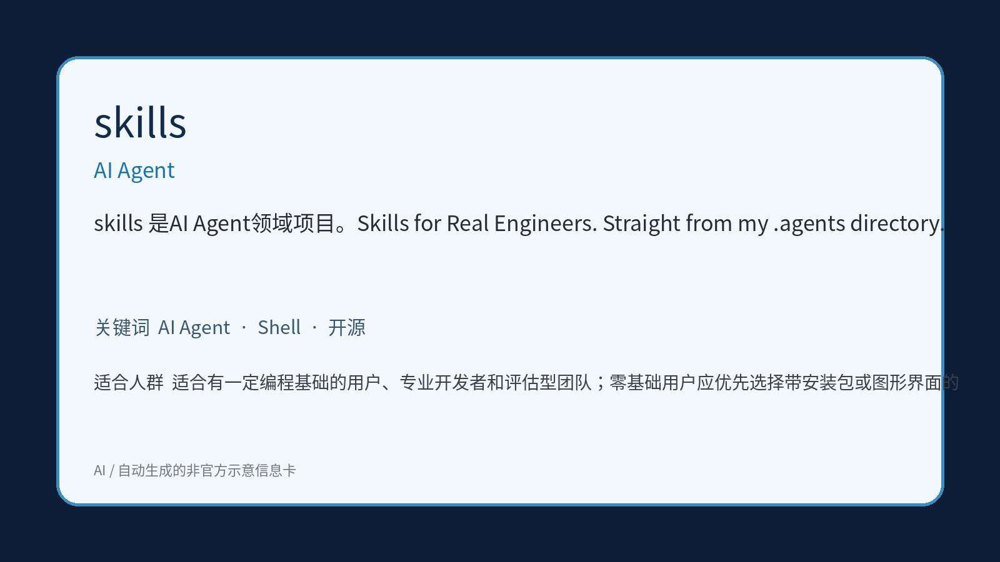 skills
AI Agent
skills 是AI Agent领域项目。Skills for Real Engineers. Straight from my .agents directory.
关键词 AI Agent · Shell · 开源
适合人群 适合有一定编程基础的用户、专业开发者和评估型团队；零基础用户应优先选择带安装包或图形界面的
AI / 自动生成的非官方示意信息卡